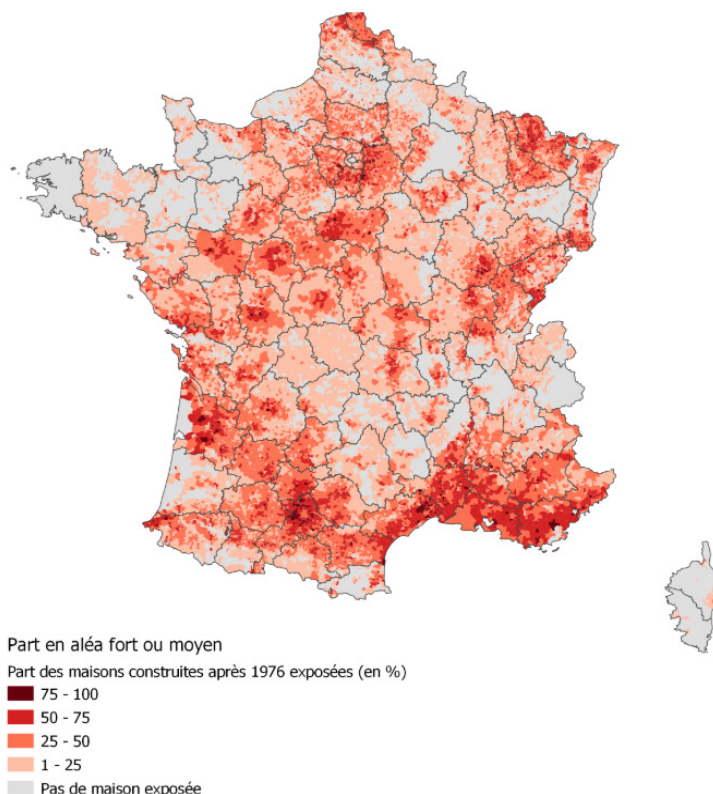 Part en aléa fort ou moyen
Part des maisons construites après 1976 exposées (en %)
75 - 100
50 - 75
25 - 50
1 - 25
Pas de maison exposée